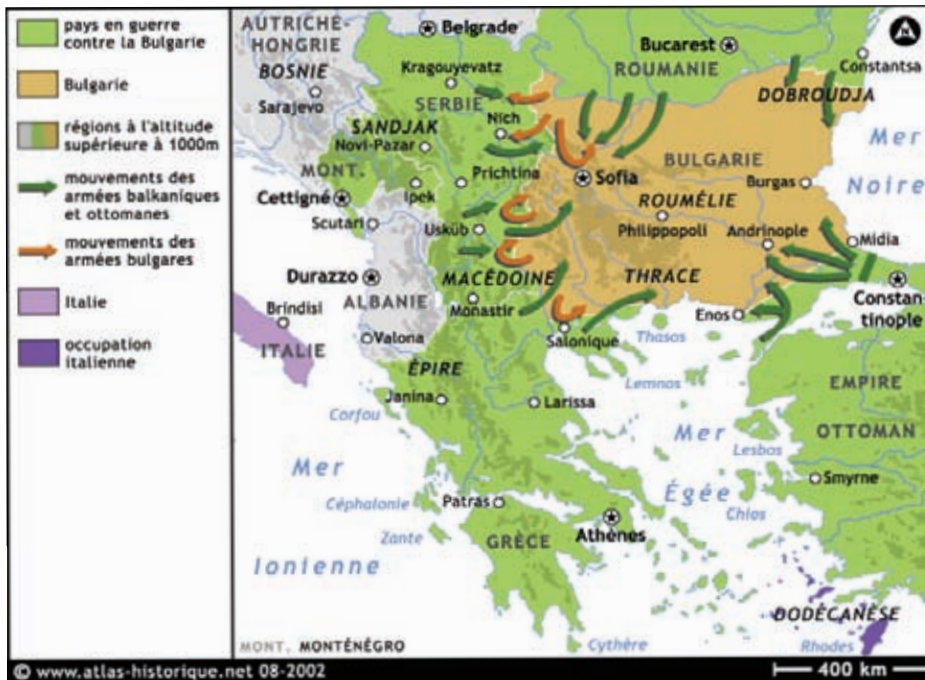 pays en guerre
contre la Bulgarie
Bulgarie
régions à l'altitude
supérieure à 1000m
mouvements des
armées balkaniques
et ottomanes
mouvements des
armées bulgares
Italie
occupation
italienne
AUTRICHE-
HONGRIE
Belgrade
Bucarest
N
BOSNIE
Kragouyevatz
ROUMANIE
Constantsa
Sarajevo
SERBIE
DOBROUDJA
SANDJAK
Nich
Mer
Novi-Pazar
BULGARIE
MONT.
Prichtina
Sofia
Burgas
Noire
Cettigné
Ipek
ROUMÉLIE
Scutari
Usküb
Philippopoli
Andrinople
Midia
Durazzo
MACÉDOINE
THRACE
Constan-
tinople
Brindisi
ALBANIE
Monastir
Enos
ITALIE
Valona
Salonique
Thasos
ÉPIRE
Lemnos
EMPIRE
Janina
Larissa
OTTOMAN
Corfou
Mer
Lesbos
Mer
Smyrne
Céphalonie
Patras
Égée
Chios
Zante
GRÈCE
Athènes
Ionienne
DODÉCANÈSE
MONT. MONTÉNÉGRO
Cythère
Rhodes
© www.atlas-historique.net 08-2002
400 km